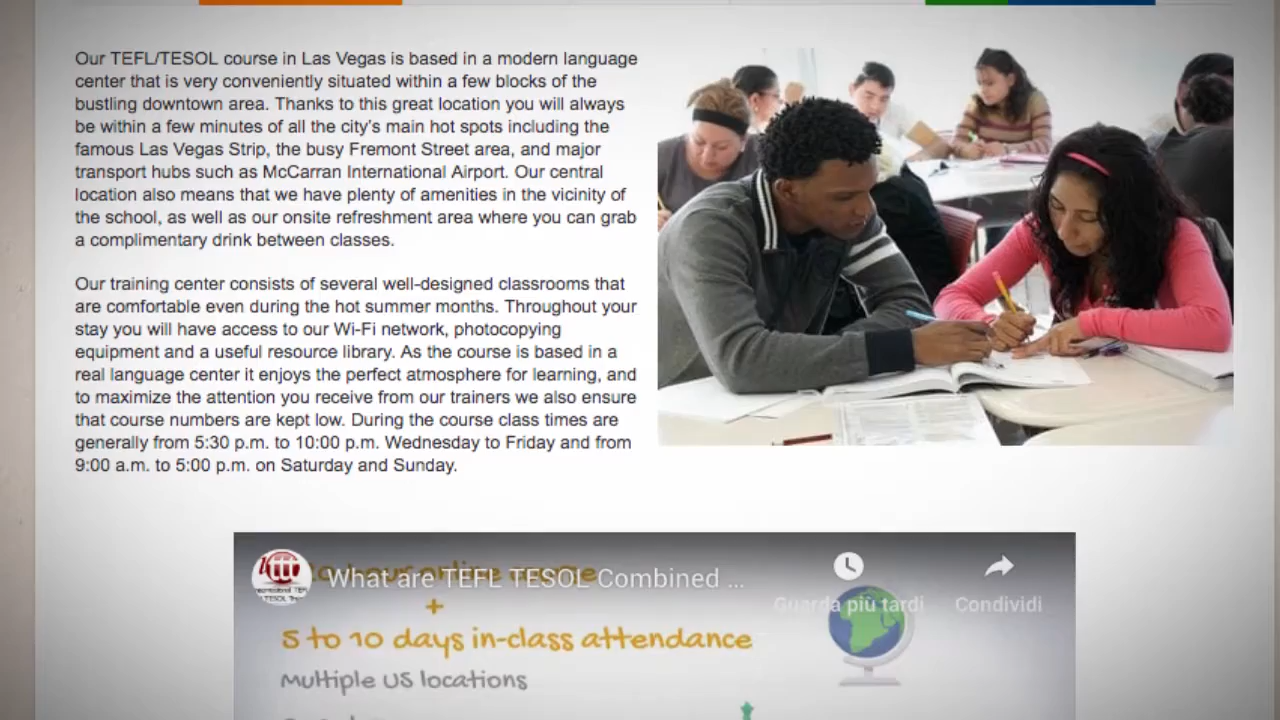 Our TEFL/TESOL course in Las Vegas is based in a modern language
center that is very conveniently situated within a few blocks of the
bustling downtown area. Thanks to this great location you will always
be within a few minutes of all the city's main hot spots including the
famous Las Vegas Strip, the busy Fremont Street area, and major
transport hubs such as McCarran International Airport. Our central
location also means that we have plenty of amenities in the vicinity of
the school, as well as our onsite refreshment area where you can grab
a complimentary drink between classes.
Our training center consists of several well-designed classrooms that
are comfortable even during the hot summer months. Throughout your
stay you will have access to our Wi-Fi network, photocopying
equipment and a useful resource library. As the course is based in a
real language center it enjoys the perfect atmosphere for learning, and
to maximize the attention you receive from our trainers we also ensure
that course numbers are kept low. During the course class times are
generally from 5:30 p.m. to 10:00 p.m. Wednesday to Friday and from
9:00 a.m. to 5:00 p.m. on Saturday and Sunday.
ittt
What are TEFL TESOL Combined ...
Guarda più tardi Condividi
+
5 to 10 days in-class attendance
multiple US locations